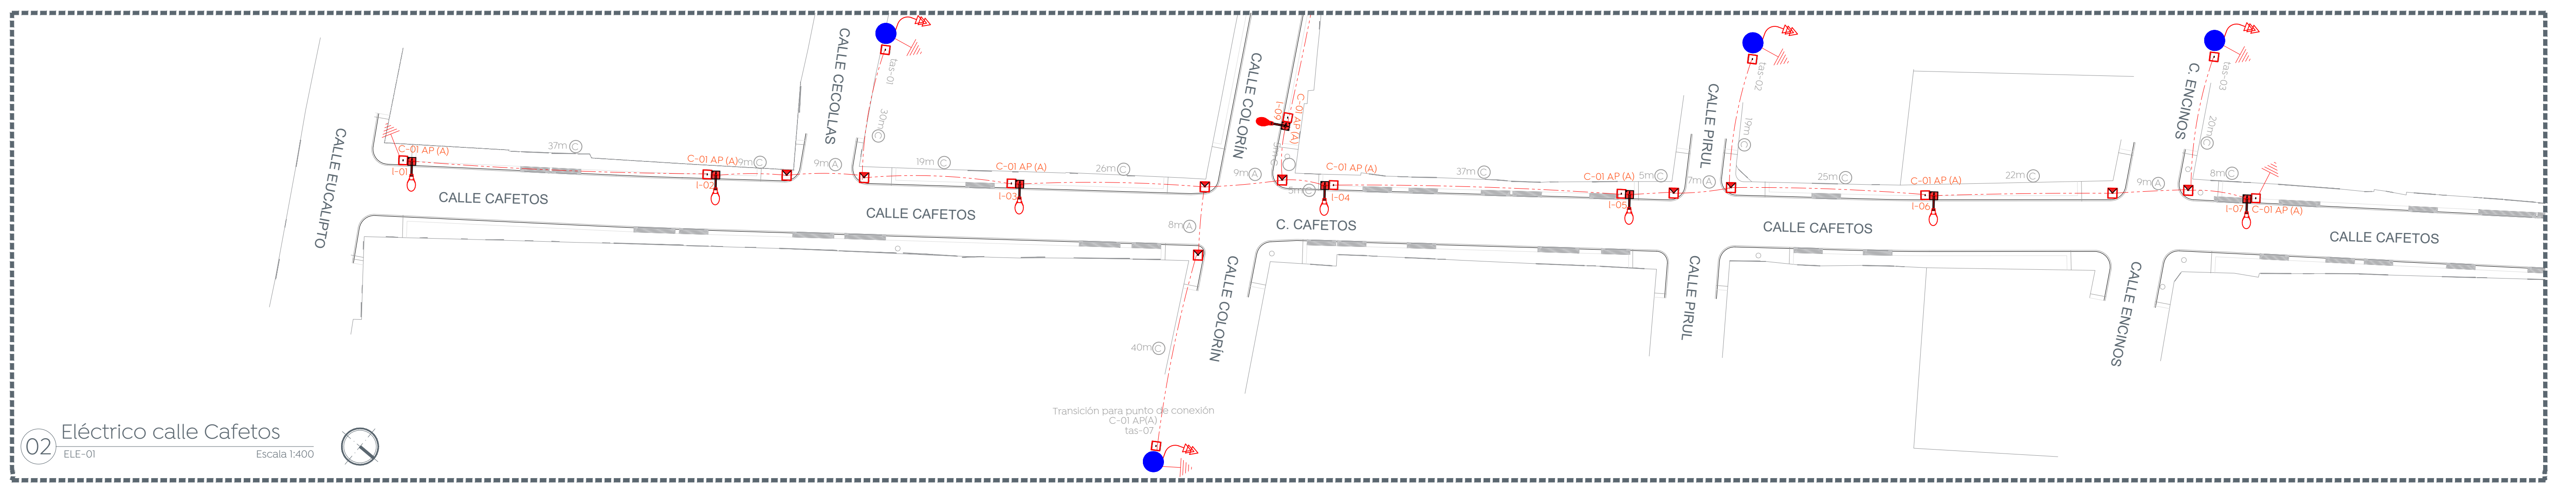 CALLE EUCALIPTO
C-01 AP (A)
I-01
37m C
CALLE CAFETOS
C-01 AP (A)
I-02
9m C
CALLE CECOLLAS
9m A
tas-01
30m C
19m C
CALLE CAFETOS
C-01 AP (A)
I-03
26m C
8m A
CALLE COLORÍN
9m A
I-09
C-01 AP (A)
5m C
C. CAFETOS
C-01 AP (A)
I-04
37m C
C-01 AP (A)
I-05
5m C
CALLE PIRUL
7m A
tas-02
19m C
25m C
CALLE CAFETOS
C-01 AP (A)
I-06
22m C
9m A
C. ENCINOS
tas-03
20m C
8m C
I-07
C-01 AP (A)
CALLE CAFETOS
CALLE COLORÍN
CALLE PIRUL
CALLE ENCINOS
40m C
Transición para punto de conexión
C-01 AP(A)
tas-07
02
Eléctrico calle Cafetos
ELE-01
Escala 1:400